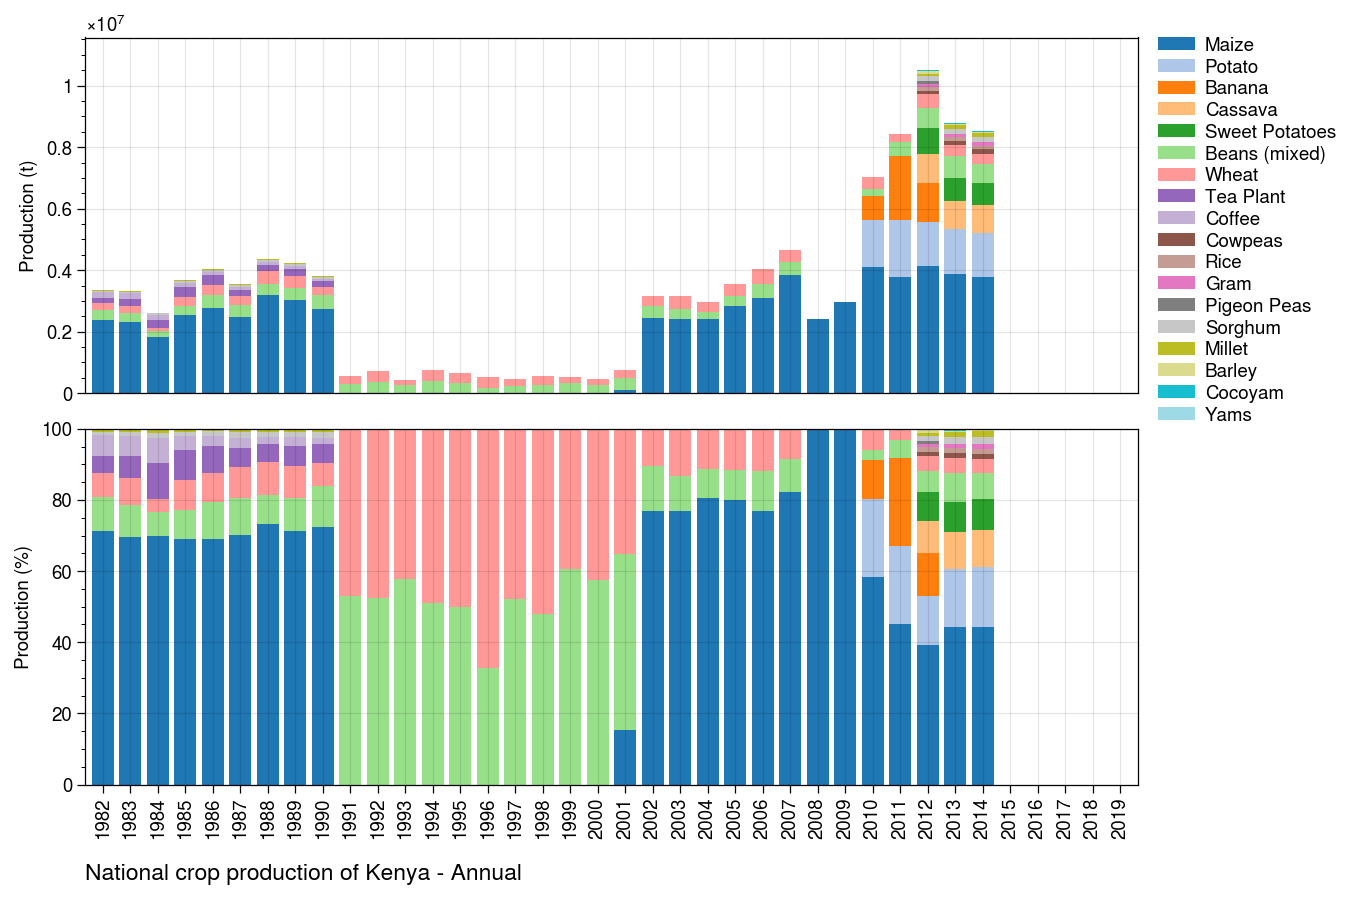 ×10⁷
Production (t)
1
0.8
0.6
0.4
0.2
0
Maize
Potato
Banana
Cassava
Sweet Potatoes
Beans (mixed)
Wheat
Tea Plant
Coffee
Cowpeas
Rice
Gram
Pigeon Peas
Sorghum
Millet
Barley
Cocoyam
Yams
Production (%)
100
80
60
40
20
0
1982 1983 1984 1985 1986 1987 1988 1989 1990 1991 1992 1993 1994 1995 1996 1997 1998 1999 2000 2001 2002 2003 2004 2005 2006 2007 2008 2009 2010 2011 2012 2013 2014 2015 2016 2017 2018 2019
National crop production of Kenya - Annual